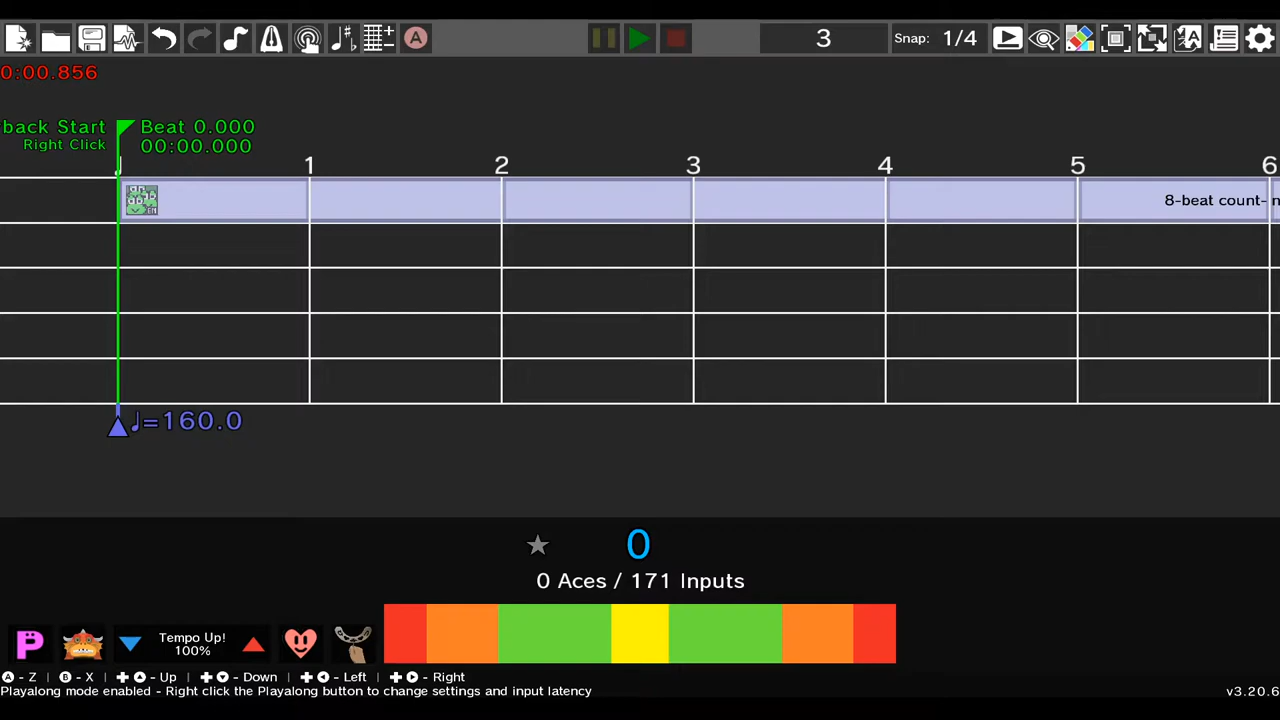 A
3
Snap: 1/4
0:00.856
back Start
Right Click
Beat 0.000
00:00.000
1 2 3 4 5 6
8-beat count-
♩=160.0
0
0 Aces / 171 Inputs
P
Tempo Up!
100%
A - Z | B - X | - Up | - Down | - Left | - Right
Playalong mode enabled - Right click the Playalong button to change settings and input latency
v3.20.6